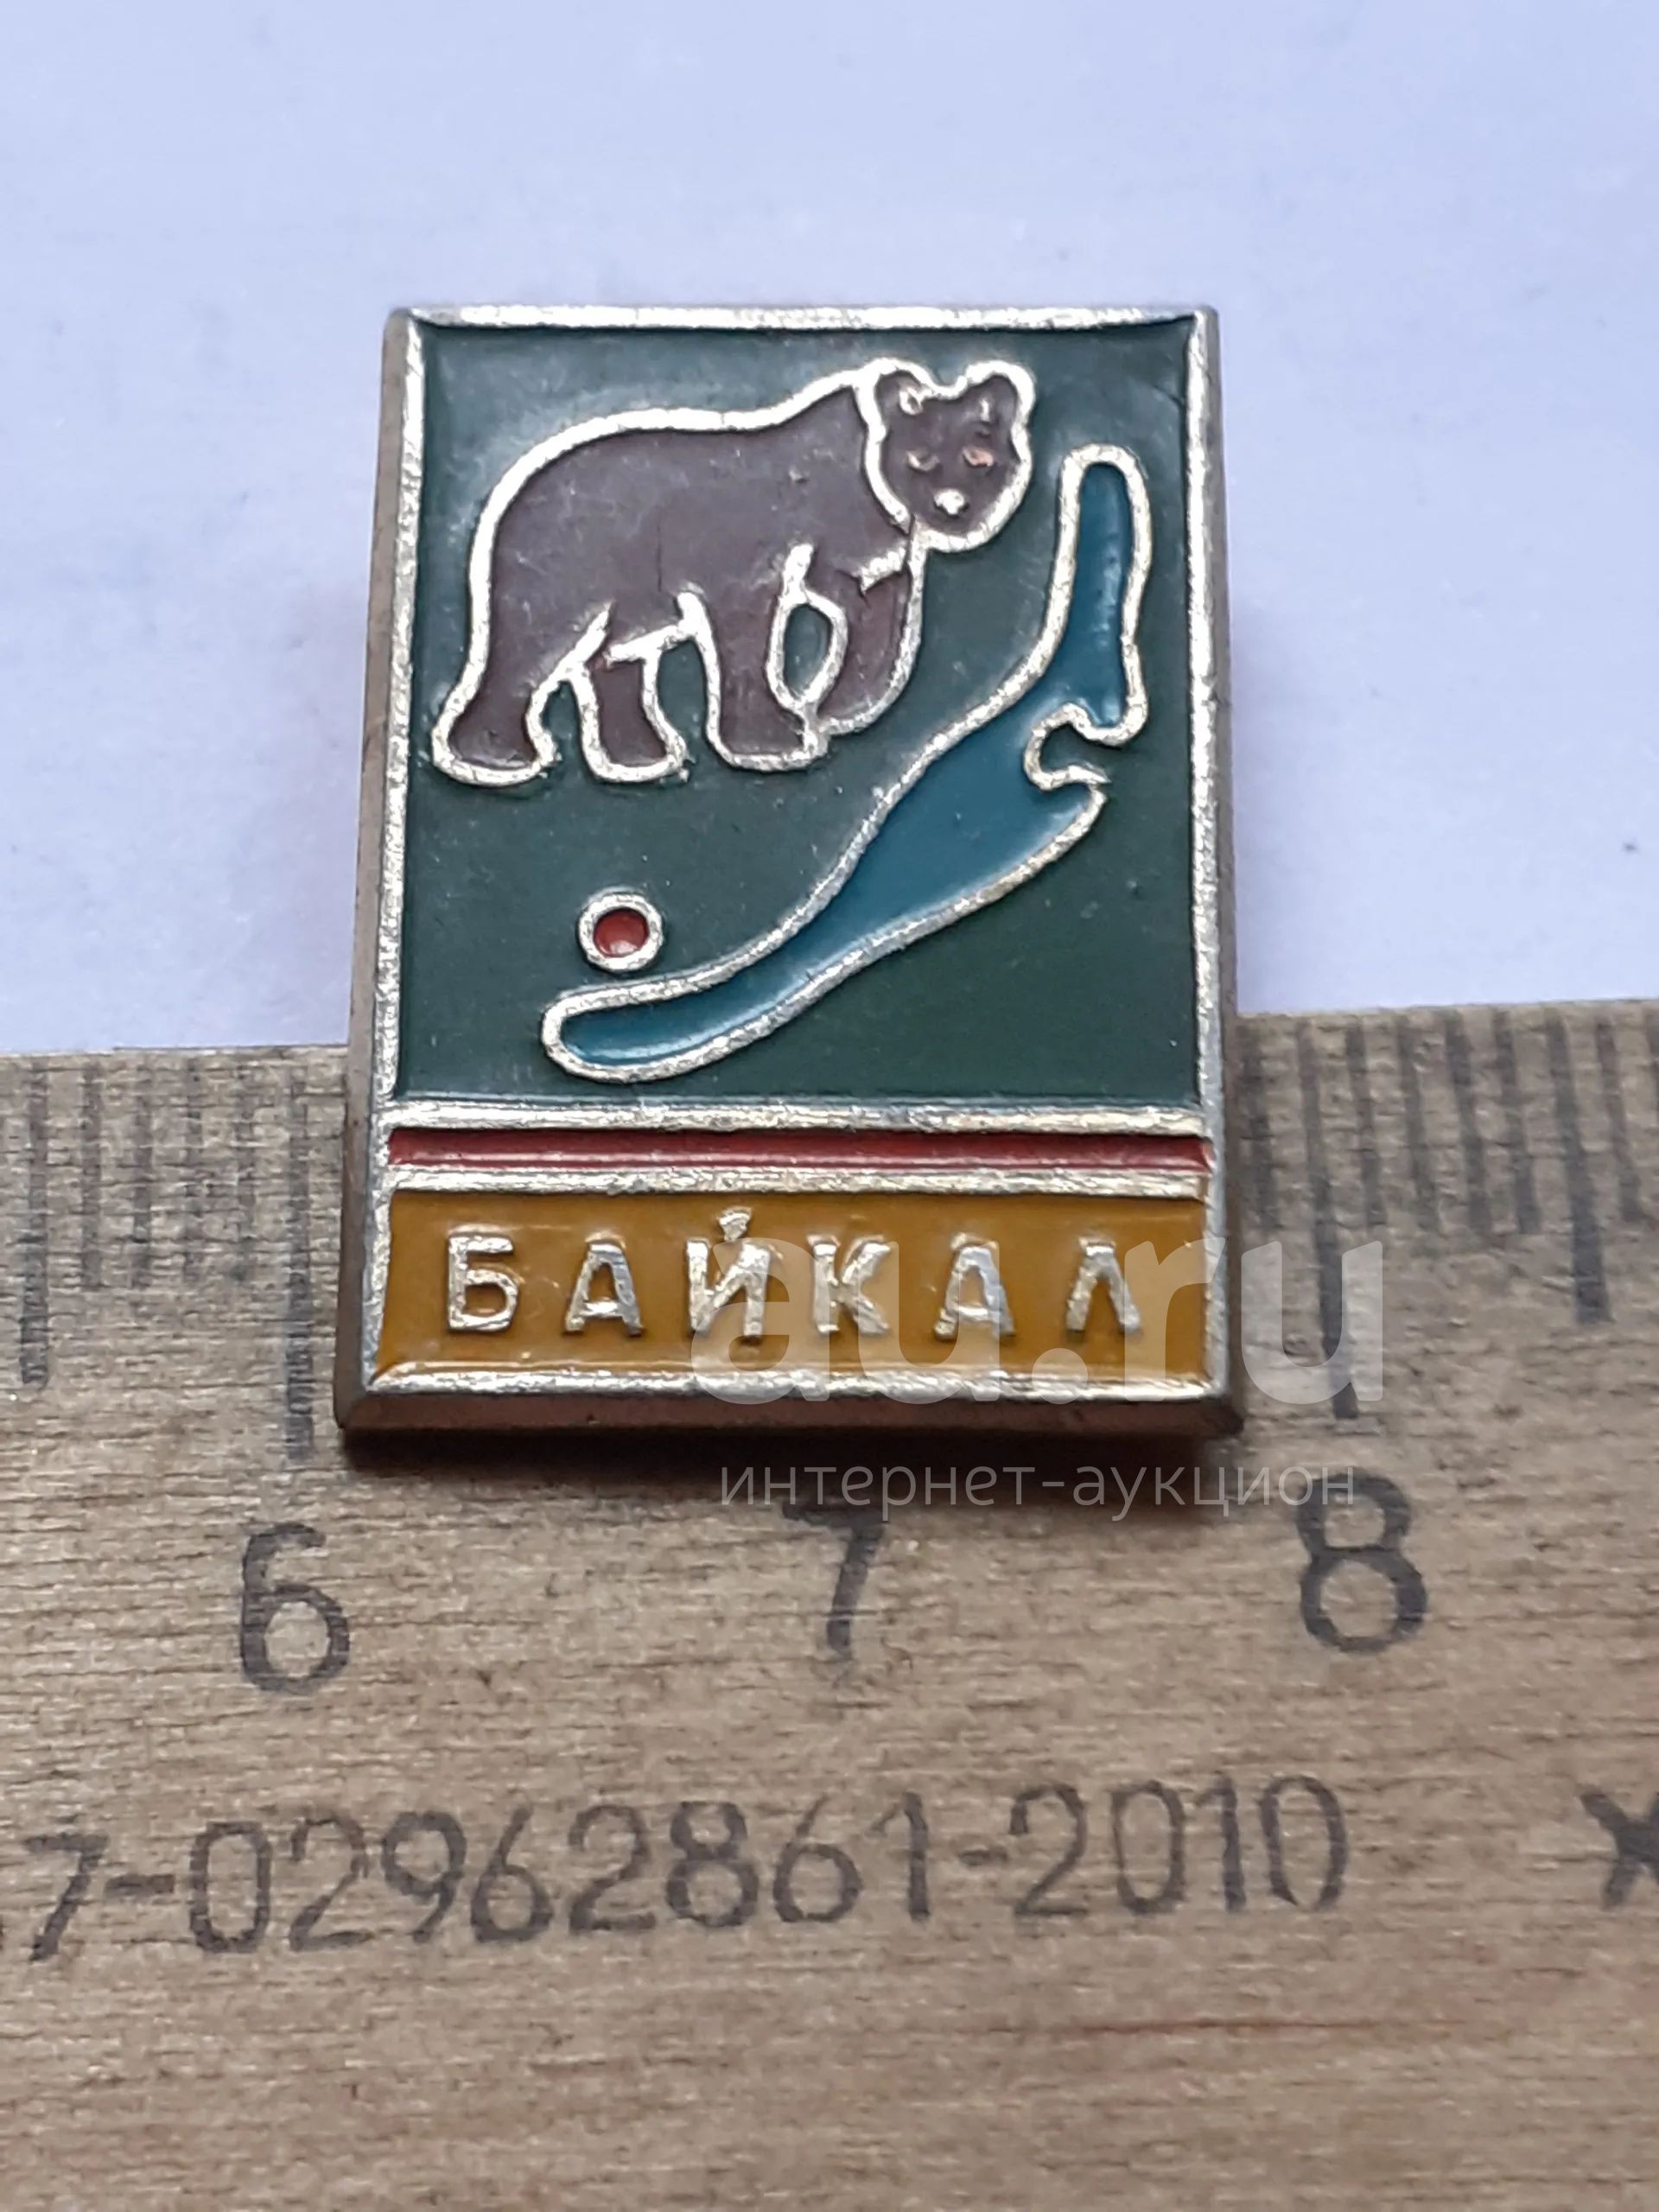 БАЙКАЛ
au.ru
интернет-аукцион
6 7 8
7-02962861-2010